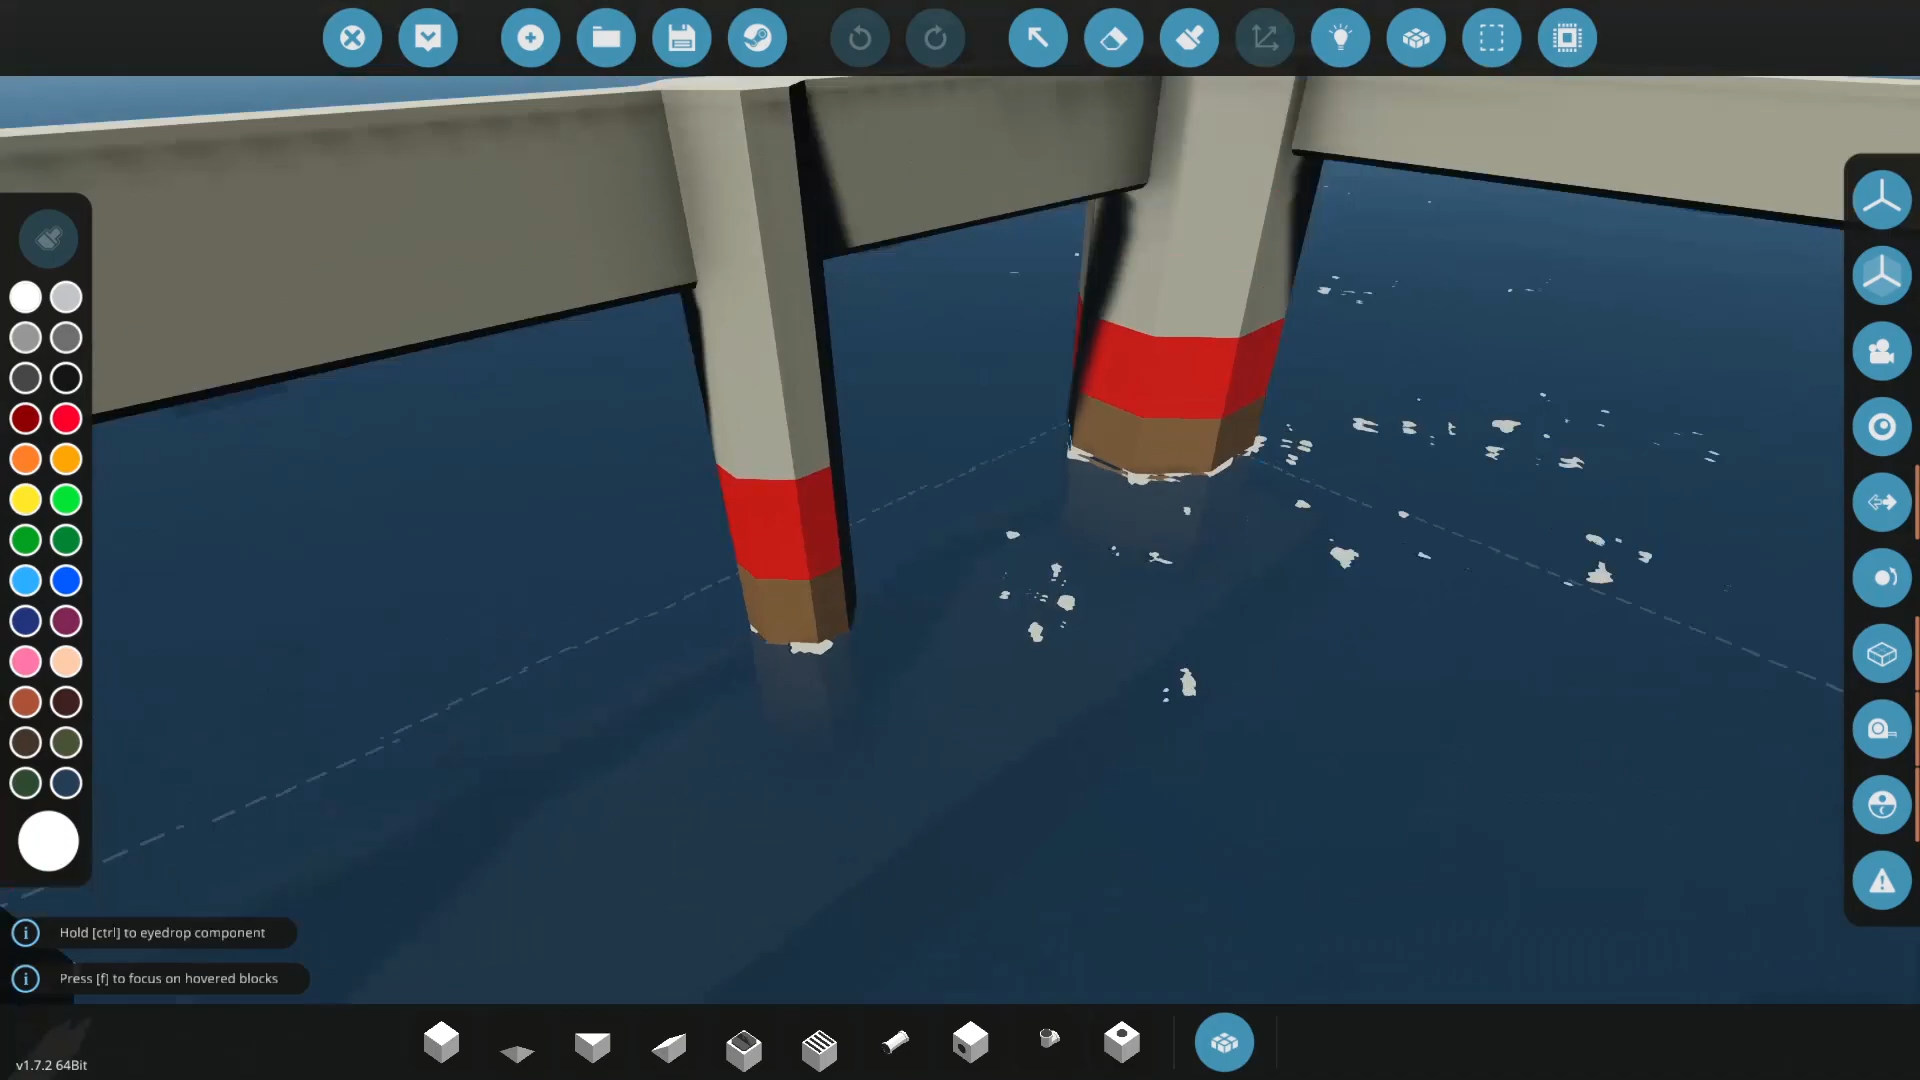 Hold [ctrl] to eyedrop component
Press [f] to focus on hovered blocks
v1.7.2 64Bit